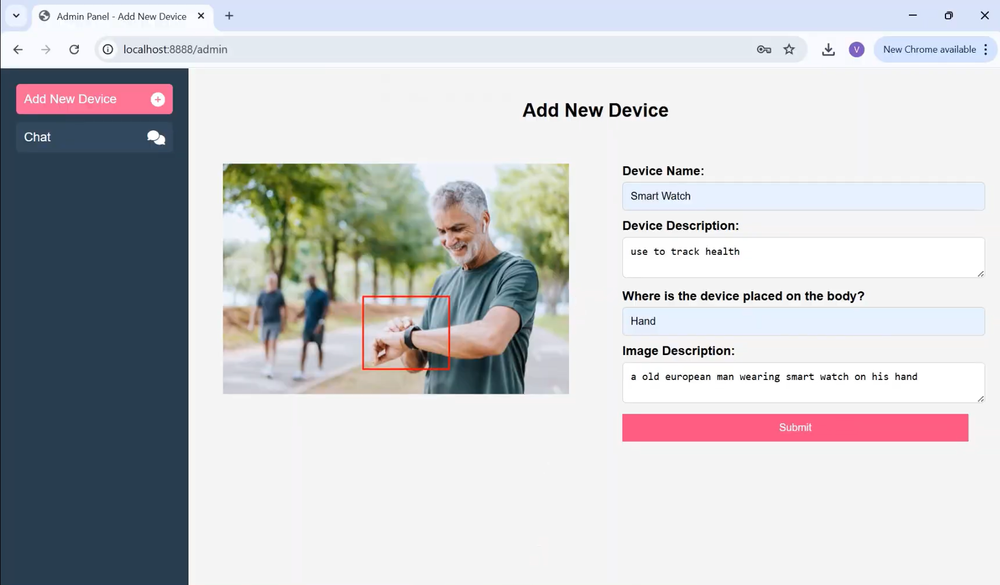 Admin Panel - Add New Device
localhost:8888/admin
V
New Chrome available
Add New Device
Chat
Add New Device
Device Name:
Smart Watch
Device Description:
use to track health
Where is the device placed on the body?
Hand
Image Description:
a old european man wearing smart watch on his hand
Submit